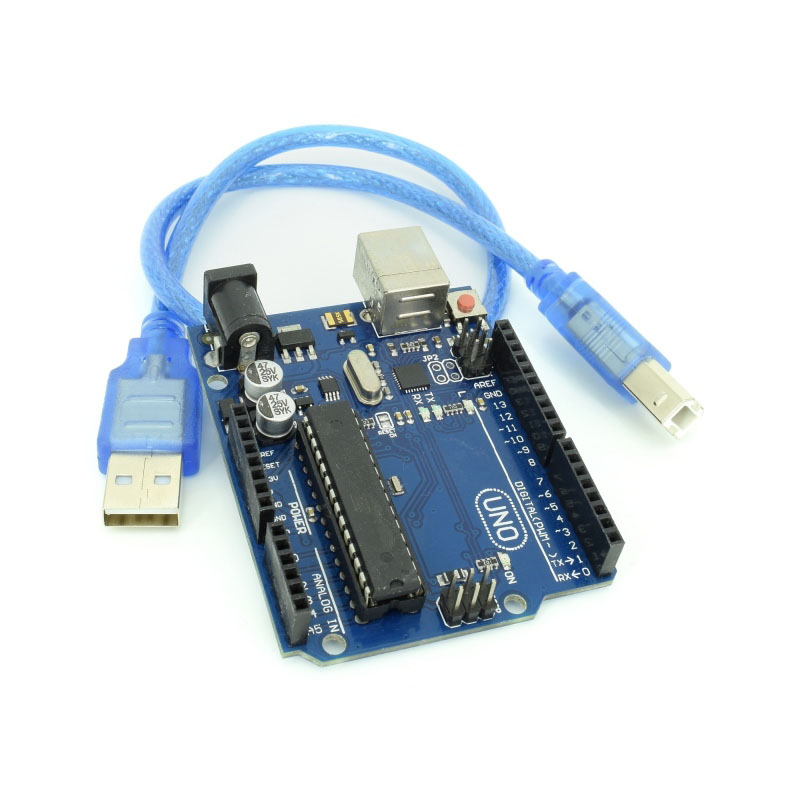 47
25V
SYK
47
25V
SYK
JP2
TX
RX
L
AREF
GND
13
12
~11
~10
~9
8
7
~6
~5
4
~3
2
TX→1
RX←0
DIGITAL(PWM~)
UNO
ON
POWER
ANALOG IN
A5